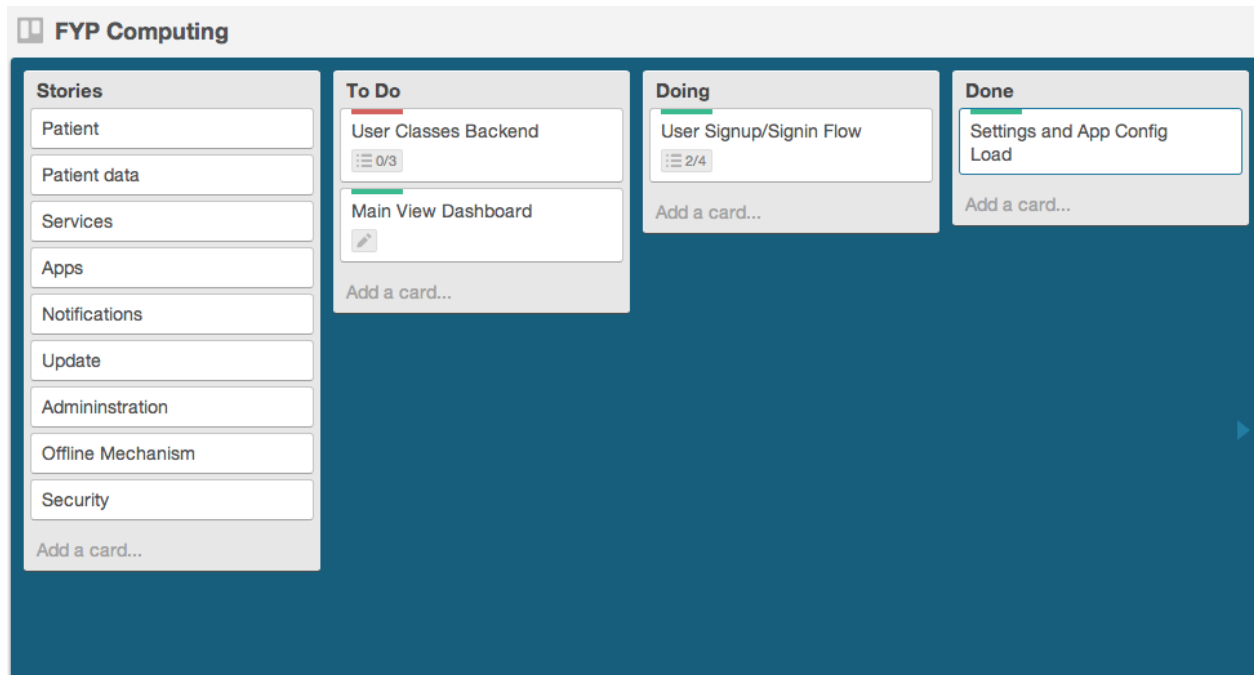 FYP Computing
Stories
Patient
Patient data
Services
Apps
Notifications
Update
Admininstration
Offline Mechanism
Security
Add a card...
To Do
User Classes Backend
0/3
Main View Dashboard
Add a card...
Doing
User Signup/Signin Flow
2/4
Add a card...
Done
Settings and App Config
Load
Add a card...